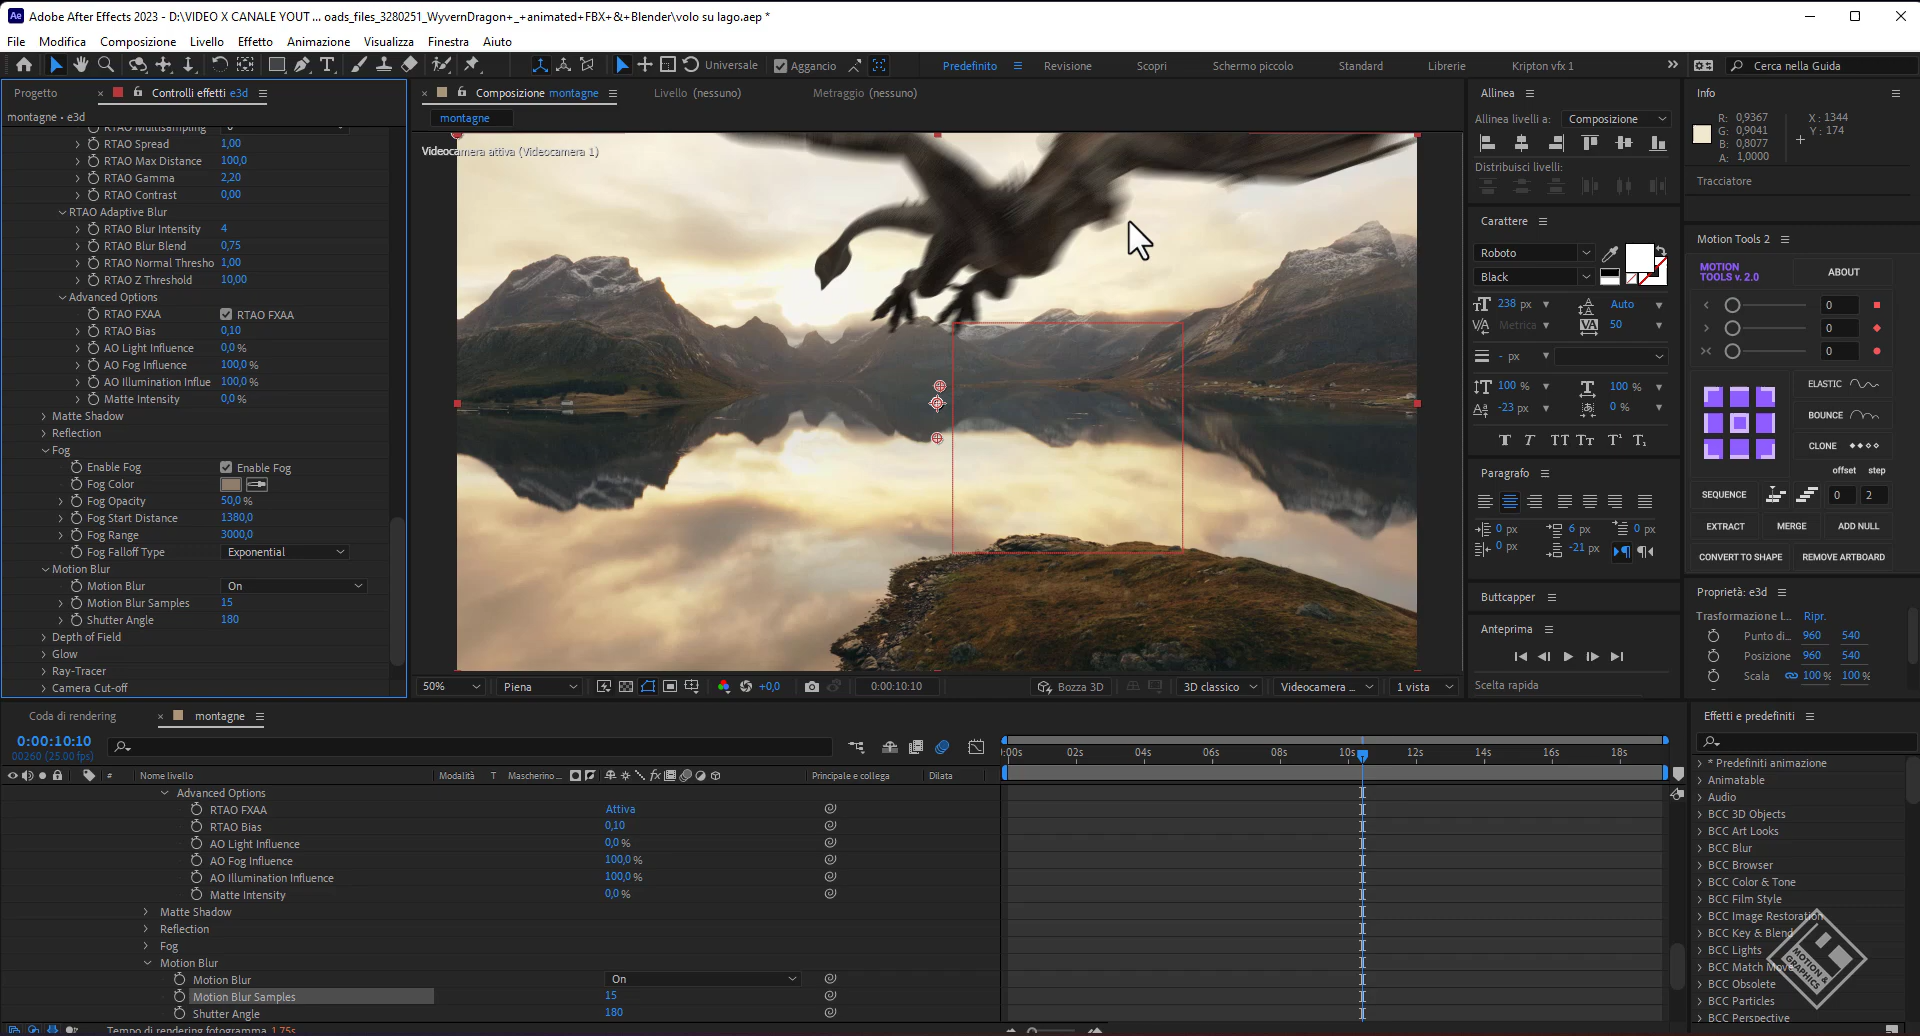 Adobe After Effects 2023 - D:\VIDEO X CANALE YOUT ... oads_files_3280251_WyvernDragon+_+animated+FBX+&+Blender\volo su lago.aep *
File Modifica Composizione Livello Effetto Animazione Visualizza Finestra Aiuto
Universale Aggancio Predefinito Revisione Scopri Schermo piccolo Standard Librerie Kripton vfx 1 Cerca nella Guida
Progetto Controlli effetti e3d
montagne • e3d
RTAO Multisampling
RTAO Spread 1,00
RTAO Max Distance 100,0
RTAO Gamma 2,20
RTAO Contrast 0,00
RTAO Adaptive Blur
RTAO Blur Intensity 4
RTAO Blur Blend 0,75
RTAO Normal Thresho 1,00
RTAO Z Threshold 10,00
Advanced Options
RTAO FXAA RTAO FXAA
RTAO Bias 0,10
AO Light Influence 0,0 %
AO Fog Influence 100,0 %
AO Illumination Influe 100,0 %
Matte Intensity 0,0 %
Matte Shadow
Reflection
Fog
Enable Fog Enable Fog
Fog Color
Fog Opacity 50,0 %
Fog Start Distance 1380,0
Fog Range 3000,0
Fog Falloff Type Exponential
Motion Blur
Motion Blur On
Motion Blur Samples 15
Shutter Angle 180
Depth of Field
Glow
Ray-Tracer
Camera Cut-off
Composizione montagne Livello (nessuno) Metraggio (nessuno)
montagne
Videocamera attiva (Videocamera 1)
50% Piena +0,0 0:00:10:10 Bozza 3D 3D classico Videocamera ... 1 vista
Allinea
Allinea livelli a: Composizione
Distribuisci livelli:
Carattere
Roboto
Black
238 px Auto
Metrica 50
- px
100 % 100 %
-23 px 0 %
Paragrafo
0 px 6 px 0 px
0 px -21 px
Buttcapper
Anteprima
Scelta rapida
Info
R: 0,9367 X: 1344
G: 0,9041 Y: 174
B: 0,8077
A: 1,0000
Tracciatore
Motion Tools 2
MOTION TOOLS v. 2.0 ABOUT
0
0
0
ELASTIC
BOUNCE
CLONE
offset step
SEQUENCE 0 2
EXTRACT MERGE ADD NULL
CONVERT TO SHAPE REMOVE ARTBOARD
Proprietà: e3d
Trasformazione l... Ripr.
Punto di... 960 540
Posizione 960 540
Scala 100 % 100 %
Coda di rendering montagne
0:00:10:10
00260 (25.00 fps)
# Nome livello Modalità T Mascherino ... fx Principale e collega Dilata
:00s 02s 04s 06s 08s 10s 12s 14s 16s 18s
Advanced Options
RTAO FXAA Attiva
RTAO Bias 0,10
AO Light Influence 0,0 %
AO Fog Influence 100,0 %
AO Illumination Influence 100,0 %
Matte Intensity 0,0 %
Matte Shadow
Reflection
Fog
Motion Blur
Motion Blur On
Motion Blur Samples 15
Shutter Angle 180
Tempo di rendering fotogramma 1,75s
Effetti e predefiniti
* Predefiniti animazione
Animatable
Audio
BCC 3D Objects
BCC Art Looks
BCC Blur
BCC Browser
BCC Color & Tone
BCC Film Style
BCC Image Restoration
BCC Key & Blend
BCC Lights
BCC Match Move
BCC Obsolete
BCC Particles
BCC Perspective
MOTION & GRAPHICS